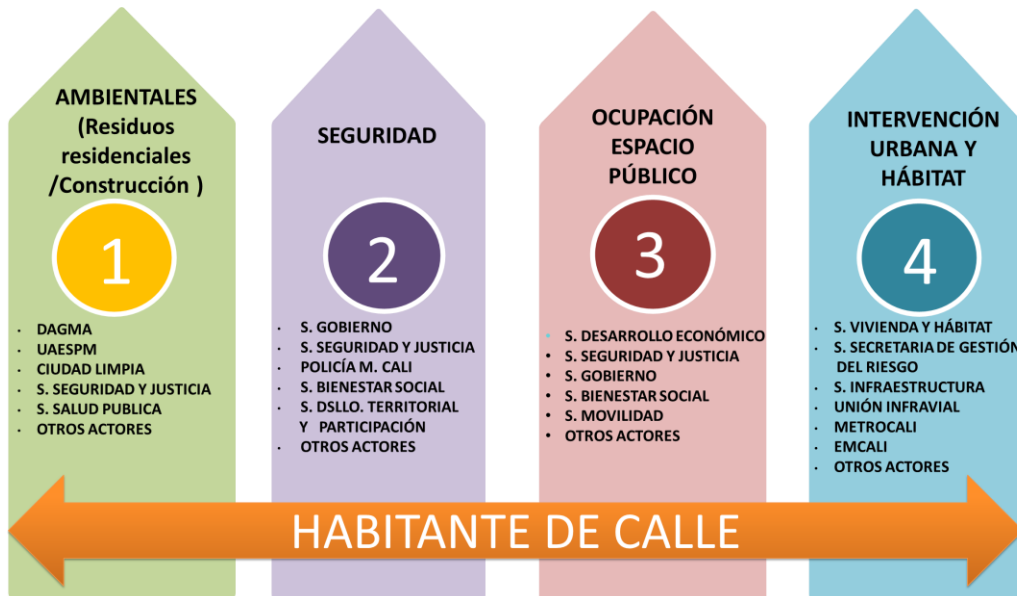 AMBIENTALES
(Residuos
residenciales
/Construcción )
1
· DAGMA
· UAESPM
· CIUDAD LIMPIA
· S. SEGURIDAD Y JUSTICIA
· S. SALUD PUBLICA
· OTROS ACTORES
SEGURIDAD
2
· S. GOBIERNO
· S. SEGURIDAD Y JUSTICIA
· POLICÍA M. CALI
· S. BIENESTAR SOCIAL
· S. DSLLO. TERRITORIAL
Y PARTICIPACIÓN
· OTROS ACTORES
OCUPACIÓN
ESPACIO
PÚBLICO
3
• S. DESARROLLO ECONÓMICO
• S. SEGURIDAD Y JUSTICIA
• S. GOBIERNO
• S. BIENESTAR SOCIAL
• S. MOVILIDAD
• OTROS ACTORES
INTERVENCIÓN
URBANA Y
HÁBITAT
4
· S. VIVIENDA Y HÁBITAT
· S. SECRETARIA DE GESTIÓN
DEL RIESGO
· S. INFRAESTRUCTURA
· UNIÓN INFRAVIAL
· METROCALI
· EMCALI
· OTROS ACTORES
HABITANTE DE CALLE